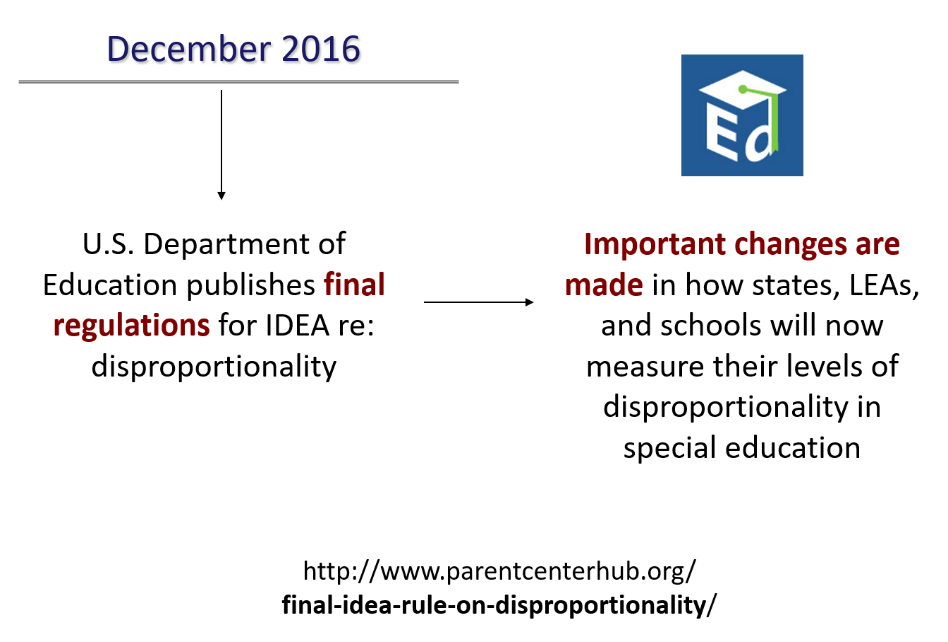 December 2016
Ed
U.S. Department of
Education publishes final
regulations for IDEA re:
disproportionality
Important changes are
made in how states, LEAs,
and schools will now
measure their levels of
disproportionality in
special education
http://www.parentcenterhub.org/
final-idea-rule-on-disproportionality/